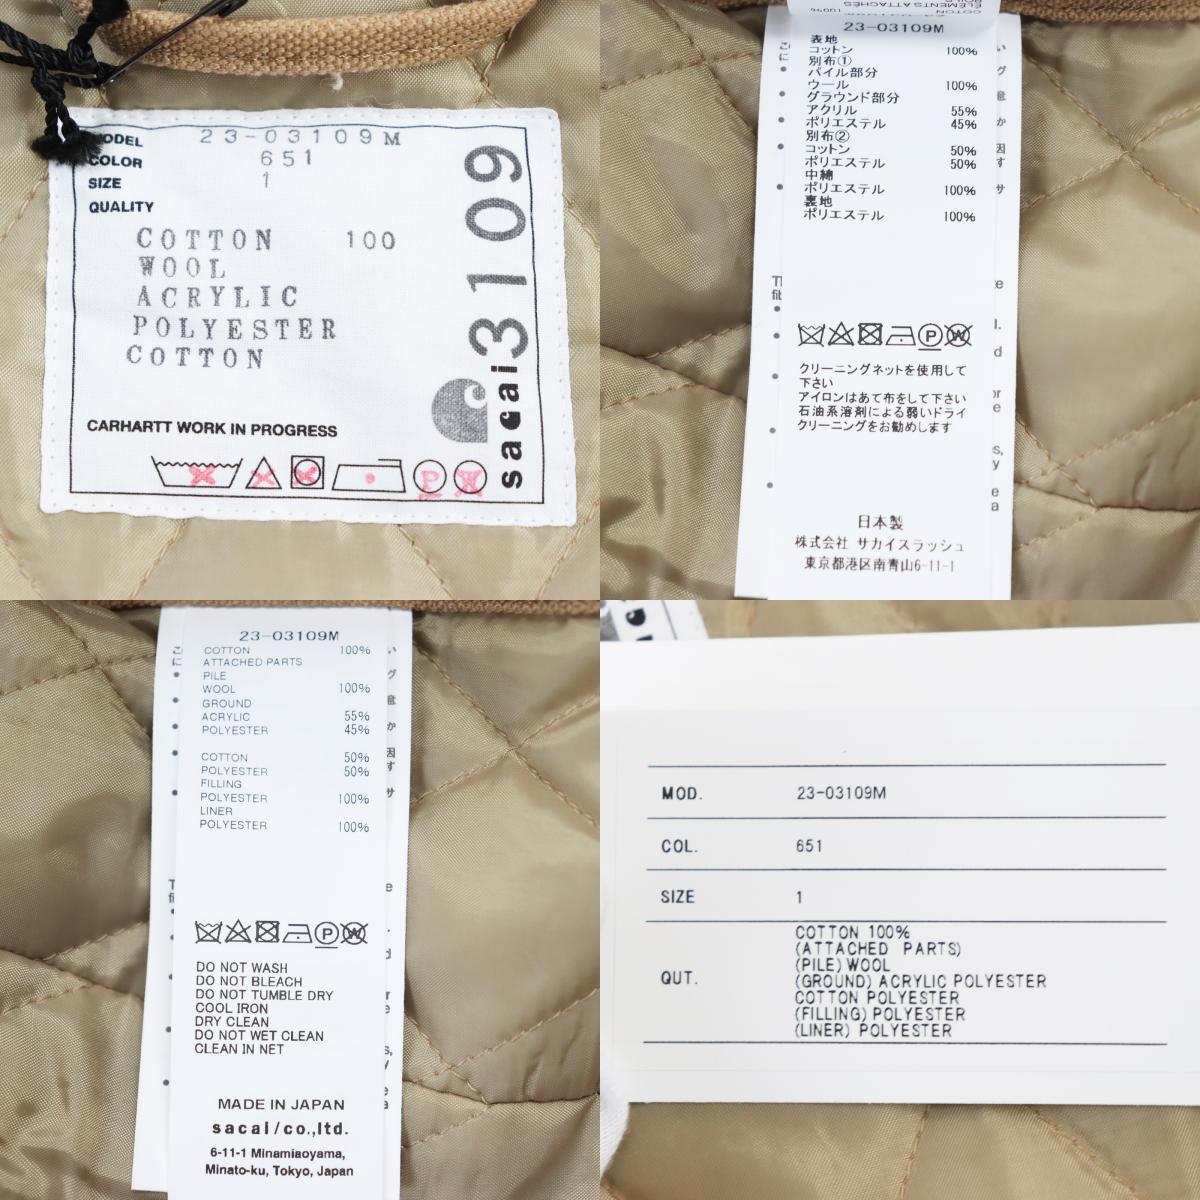 MODEL 23-03109M
COLOR 651
SIZE 1
QUALITY
COTTON 100
WOOL
ACRYLIC
POLYESTER
COTTON
CARHARTT WORK IN PROGRESS
sacai 3109
P W
ELEMENTS ATTACHÉS
COTTON 100%
23-03109M
表地
コットン 100%
別布①
パイル部分
ウール 100%
グラウンド部分
アクリル 55%
ポリエステル 45%
別布②
コットン 50%
ポリエステル 50%
中綿
ポリエステル 100%
裏地
ポリエステル 100%
P W
クリーニングネットを使用して
下さい
アイロンはあて布をして下さい
石油系溶剤による弱いドライ
クリーニングをお勧めします
日本製
株式会社 サカイスラッシュ
東京都港区南青山6-11-1
23-03109M
COTTON 100%
ATTACHED PARTS
PILE
WOOL 100%
GROUND
ACRYLIC 55%
POLYESTER 45%
COTTON 50%
POLYESTER 50%
FILLING
POLYESTER 100%
LINER
POLYESTER 100%
P W
DO NOT WASH
DO NOT BLEACH
DO NOT TUMBLE DRY
COOL IRON
DRY CLEAN
DO NOT WET CLEAN
CLEAN IN NET
MADE IN JAPAN
sacai/co.,ltd.
6-11-1 Minamiaoyama,
Minato-ku, Tokyo, Japan
MOD. 23-03109M
COL. 651
SIZE 1
QUT. COTTON 100%
(ATTACHED PARTS)
(PILE) WOOL
(GROUND) ACRYLIC POLYESTER
COTTON POLYESTER
(FILLING) POLYESTER
(LINER) POLYESTER